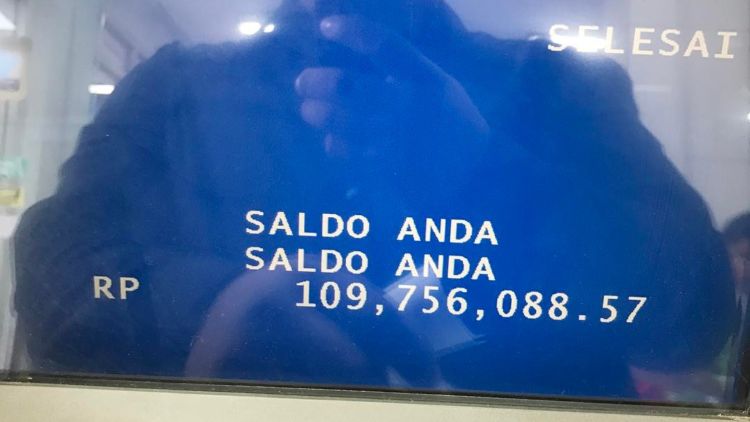 SELESAI
SALDO ANDA
SALDO ANDA
RP 109,756,088.57